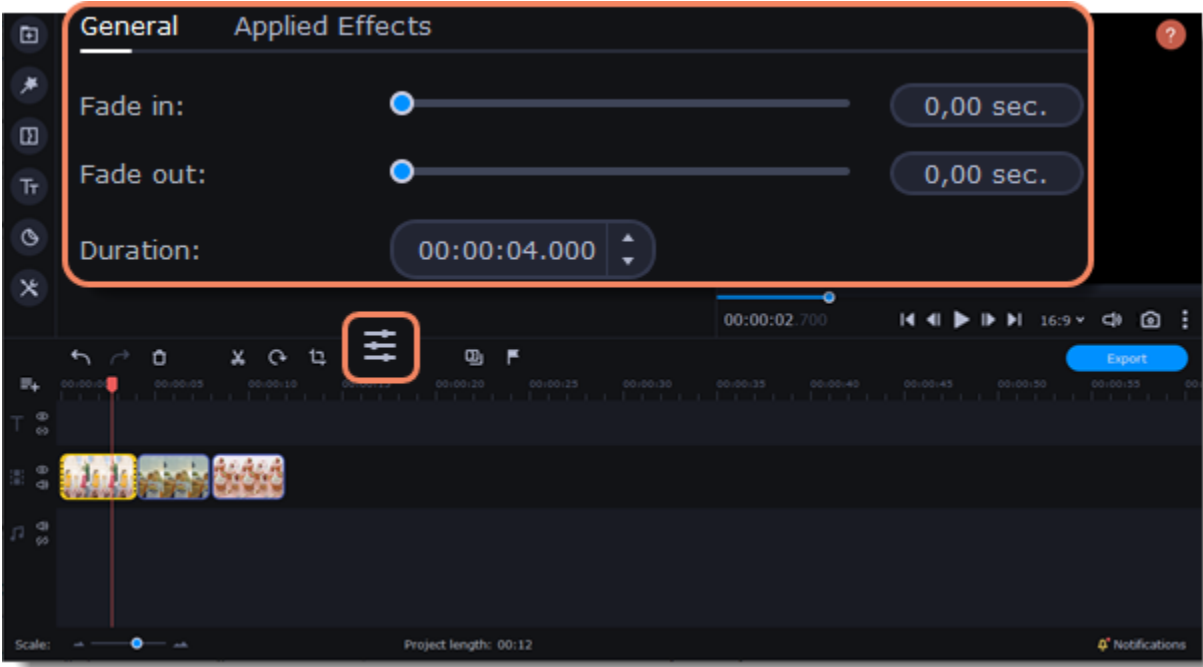 General Applied Effects
?
Fade in: 0,00 sec.
Fade out: 0,00 sec.
Duration: 00:00:04.000
00:00:02.700 16:9
Export
00:00:05 00:00:10 00:00:20 00:00:25 00:00:30 00:00:35 00:00:40 00:00:45 00:00:50 00:00:55
Scale: Project length: 00:12 Notifications